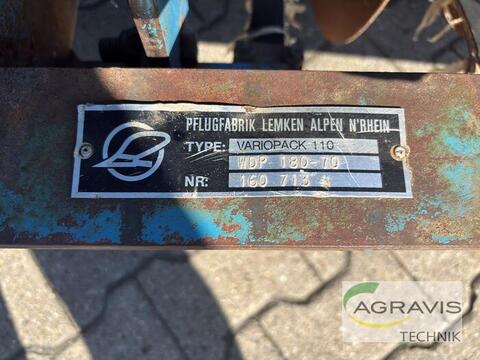 PFLUGFABRIK LEMKEN ALPEN N'RHEIN
TYPE: VARIOPACK 110
WDP 180-70
NR: 160 713
AGRAVIS
TECHNIK